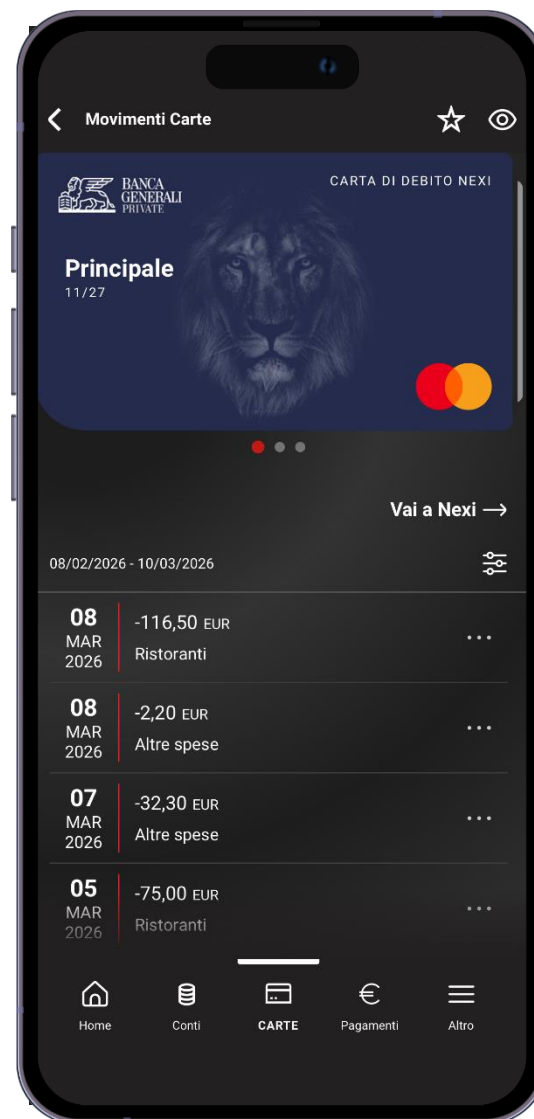 Movimenti Carte
BANCA
GENERALI
PRIVATE
CARTA DI DEBITO NEXI
Principale
11/27
Vai a Nexi
08/02/2026 - 10/03/2026
08
MAR
2026
-116,50 EUR
Ristoranti
08
MAR
2026
-2,20 EUR
Altre spese
07
MAR
2026
-32,30 EUR
Altre spese
05
MAR
2026
-75,00 EUR
Ristoranti
Home
Conti
CARTE
Pagamenti
Altro